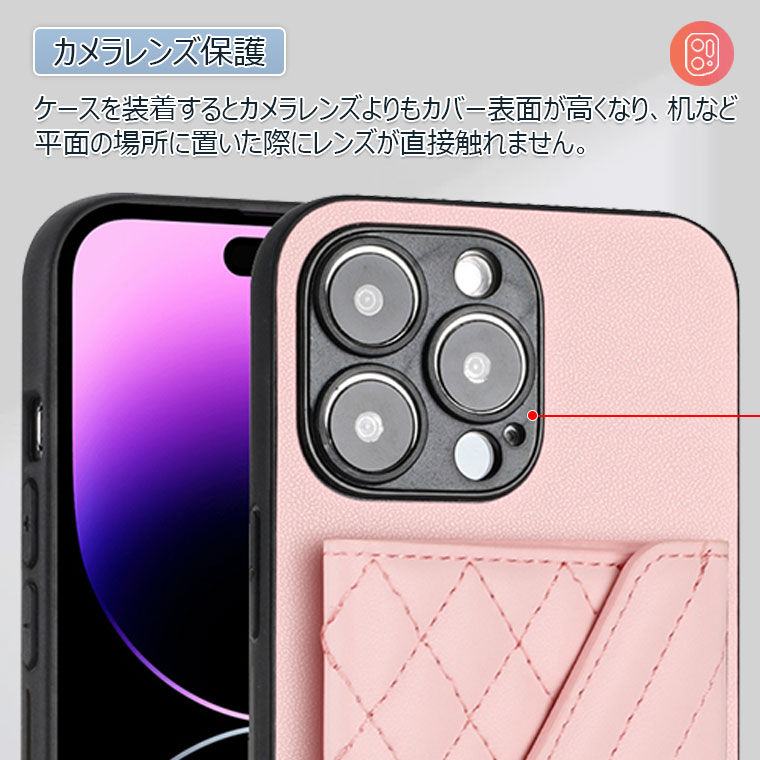 カメラレンズ保護
ケースを装着するとカメラレンズよりもカバー表面が高くなり、机など
平面の場所に置いた際にレンズが直接触れません。